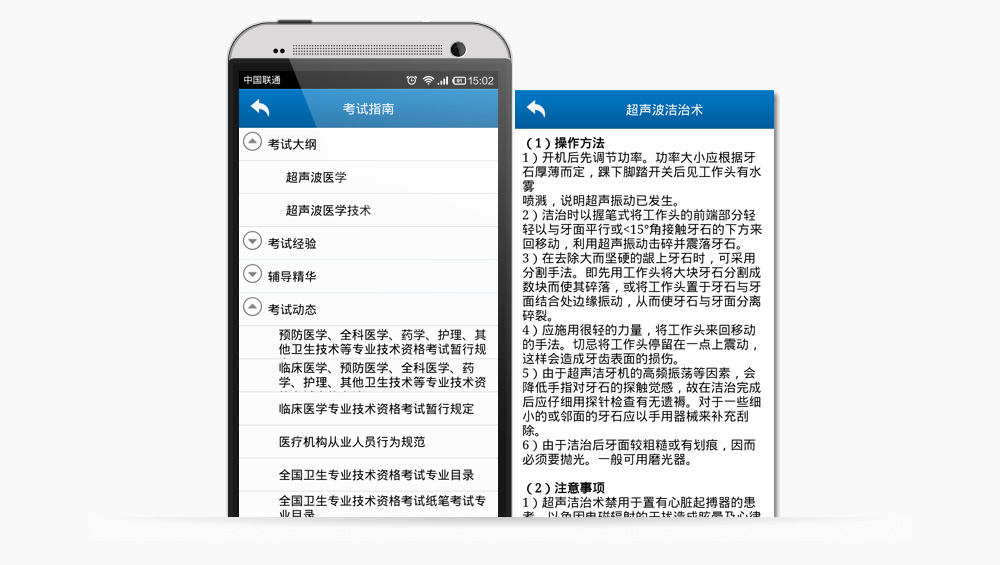 中国联通
15:02
考试指南
考试大纲
超声波医学
超声波医学技术
考试经验
辅导精华
考试动态
预防医学、全科医学、药学、护理、其
他卫生技术等专业技术资格考试暂行规
临床医学、预防医学、全科医学、药
学、护理、其他卫生技术等专业技术资
临床医学专业技术资格考试暂行规定
医疗机构从业人员行为规范
全国卫生专业技术资格考试专业目录
全国卫生专业技术资格考试纸笔考试专
业目录
超声波洁治术
（1）操作方法
1）开机后先调节功率。功率大小应根据牙
石厚薄而定，踝下脚踏开关后见工作头有水
雾
喷溅，说明超声振动已发生。
2）洁治时以握笔式将工作头的前端部分轻
轻以与牙面平行或<15°角接触牙石的下方来
回移动，利用超声振动击碎并震落牙石。
3）在去除大而坚硬的龈上牙石时，可采用
分割手法。即先用工作头将大块牙石分割成
数块而使其碎落，或将工作头置于牙石与牙
面结合处边缘振动，从而使牙石与牙面分离
碎裂。
4）应施用很轻的力量，将工作头来回移动
的手法。切忌将工作头停留在一点上震动，
这样会造成牙齿表面的损伤。
5）由于超声洁牙机的高频振荡等因素，会
降低手指对牙石的探触觉感，故在洁治完成
后应仔细用探针检查有无遗褥。对于一些细
小的或邻面的牙石应以手用器械来补充刮
除。
6）由于洁治后牙面较粗糙或有划痕，因而
必须要抛光。一般可用磨光器。
（2）注意事项
1）超声洁治术禁用于置有心脏起搏器的患
者，以免因电磁辐射的干扰造成眩晕及心律